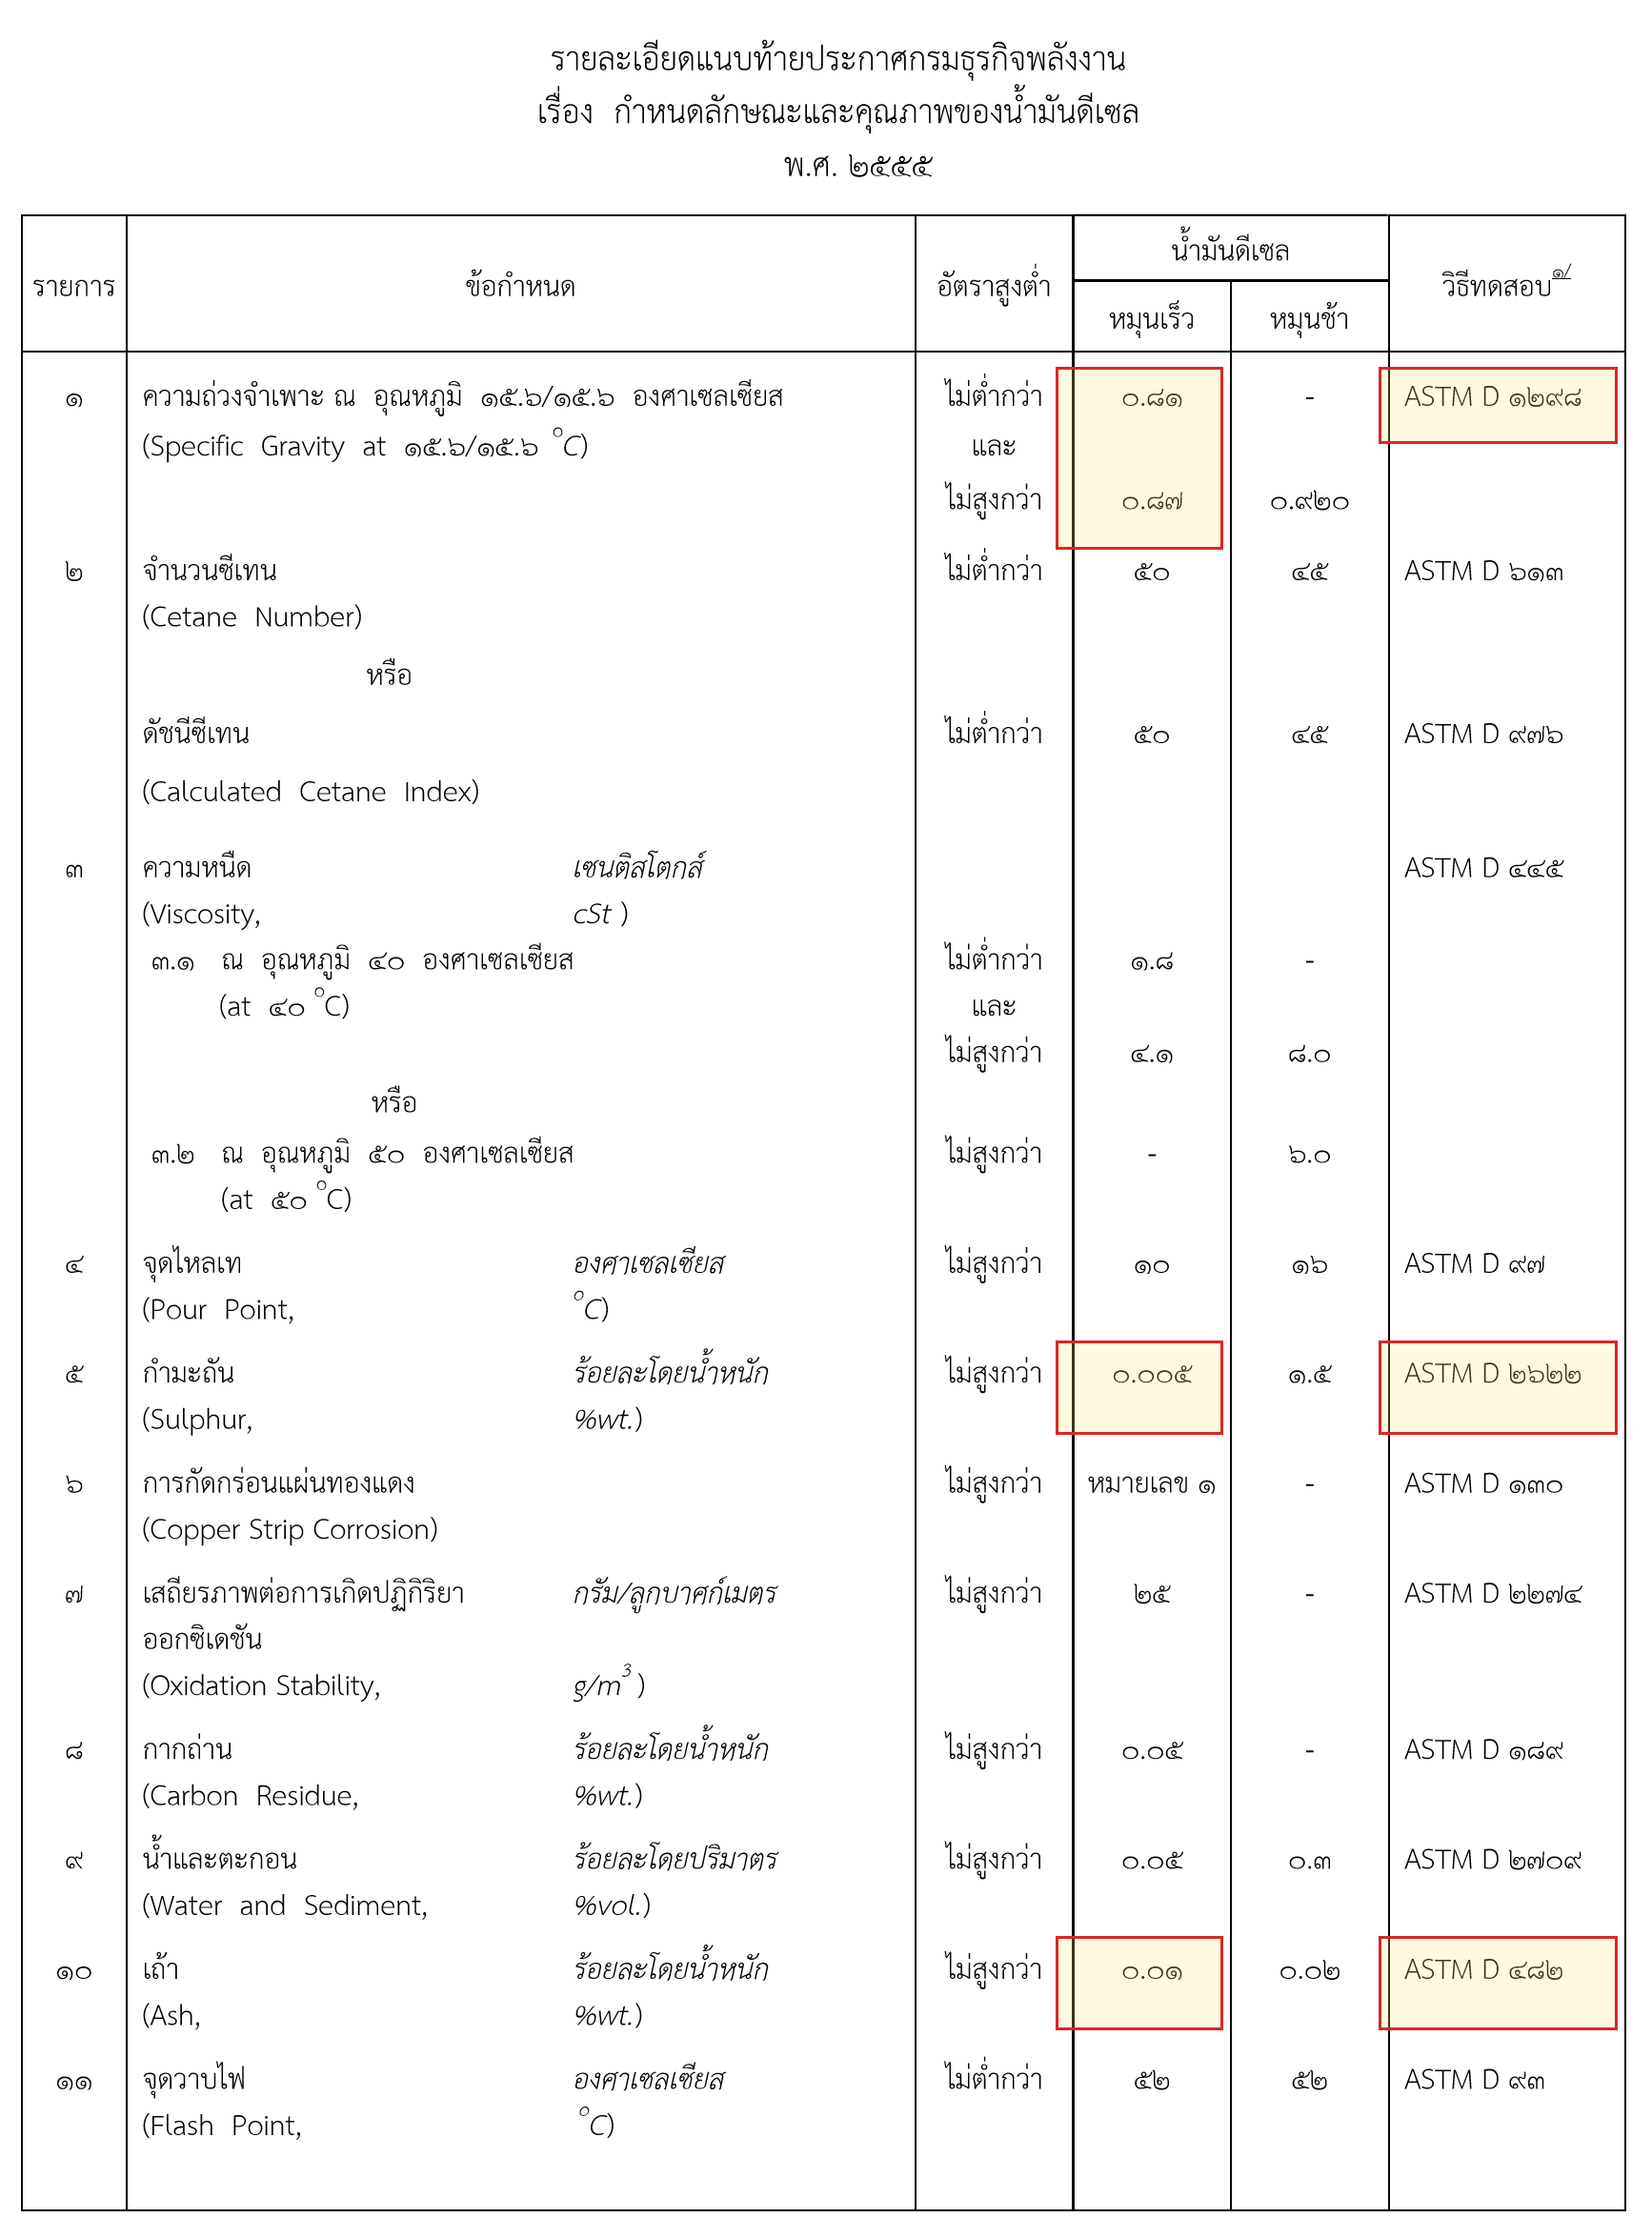 รายละเอียดแนบท้ายประกาศกรมธุรกิจพลังงาน
เรื่อง กำหนดลักษณะและคุณภาพของน้ำมันดีเซล
พ.ศ. ๒๕๕๕
รายการ ข้อกำหนด อัตราสูงต่ำ น้ำมันดีเซล วิธีทดสอบ๑/
หมุนเร็ว หมุนช้า
๑ ความถ่วงจำเพาะ ณ อุณหภูมิ ๑๕.๖/๑๕.๖ องศาเซลเซียส ไม่ต่ำกว่า ๐.๘๑ - ASTM D ๑๒๙๘
(Specific Gravity at ๑๕.๖/๑๕.๖ °C) และ
ไม่สูงกว่า ๐.๘๗ ๐.๙๒๐
๒ จำนวนซีเทน ไม่ต่ำกว่า ๕๐ ๔๕ ASTM D ๖๑๓
(Cetane Number)
หรือ
ดัชนีซีเทน ไม่ต่ำกว่า ๕๐ ๔๕ ASTM D ๙๗๖
(Calculated Cetane Index)
๓ ความหนืด เซนติสโตกส์ ASTM D ๔๔๕
(Viscosity, cSt )
๓.๑ ณ อุณหภูมิ ๔๐ องศาเซลเซียส ไม่ต่ำกว่า ๑.๘ -
(at ๔๐ °C) และ
ไม่สูงกว่า ๔.๑ ๘.๐
หรือ
๓.๒ ณ อุณหภูมิ ๕๐ องศาเซลเซียส ไม่สูงกว่า - ๖.๐
(at ๕๐ °C)
๔ จุดไหลเท องศาเซลเซียส ไม่สูงกว่า ๑๐ ๑๖ ASTM D ๙๗
(Pour Point, °C)
๕ กำมะถัน ร้อยละโดยน้ำหนัก ไม่สูงกว่า ๐.๐๐๕ ๑.๕ ASTM D ๒๖๒๒
(Sulphur, %wt.)
๖ การกัดกร่อนแผ่นทองแดง ไม่สูงกว่า หมายเลข ๑ - ASTM D ๑๓๐
(Copper Strip Corrosion)
๗ เสถียรภาพต่อการเกิดปฏิกิริยา กรัม/ลูกบาศก์เมตร ไม่สูงกว่า ๒๕ - ASTM D ๒๒๗๔
ออกซิเดชัน
(Oxidation Stability, g/m³ )
๘ กากถ่าน ร้อยละโดยน้ำหนัก ไม่สูงกว่า ๐.๐๕ - ASTM D ๑๘๙
(Carbon Residue, %wt.)
๙ น้ำและตะกอน ร้อยละโดยปริมาตร ไม่สูงกว่า ๐.๐๕ ๐.๓ ASTM D ๒๗๐๙
(Water and Sediment, %vol.)
๑๐ เถ้า ร้อยละโดยน้ำหนัก ไม่สูงกว่า ๐.๐๑ ๐.๐๒ ASTM D ๔๘๒
(Ash, %wt.)
๑๑ จุดวาบไฟ องศาเซลเซียส ไม่ต่ำกว่า ๕๒ ๕๒ ASTM D ๙๓
(Flash Point, °C)